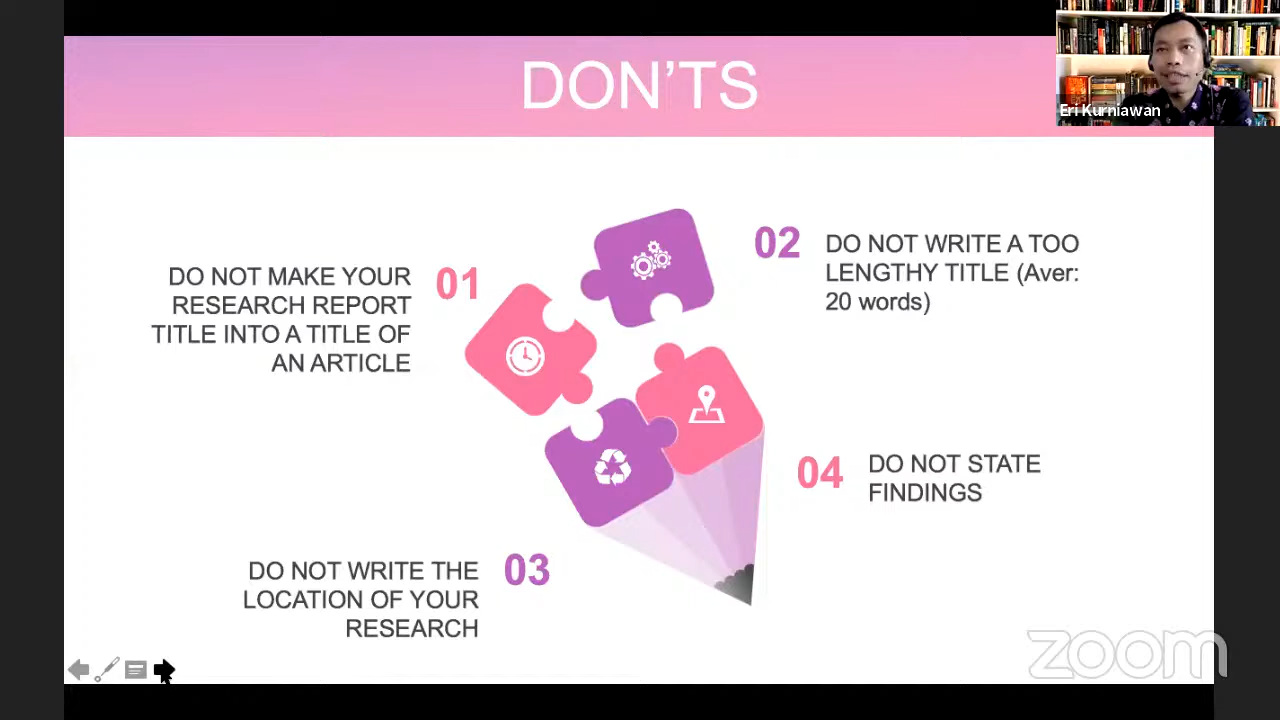 DON'TS
Eri Kurniawan
01
DO NOT MAKE YOUR
RESEARCH REPORT
TITLE INTO A TITLE OF
AN ARTICLE
02
DO NOT WRITE A TOO
LENGTHY TITLE (Aver:
20 words)
03
DO NOT WRITE THE
LOCATION OF YOUR
RESEARCH
04
DO NOT STATE
FINDINGS
zoom